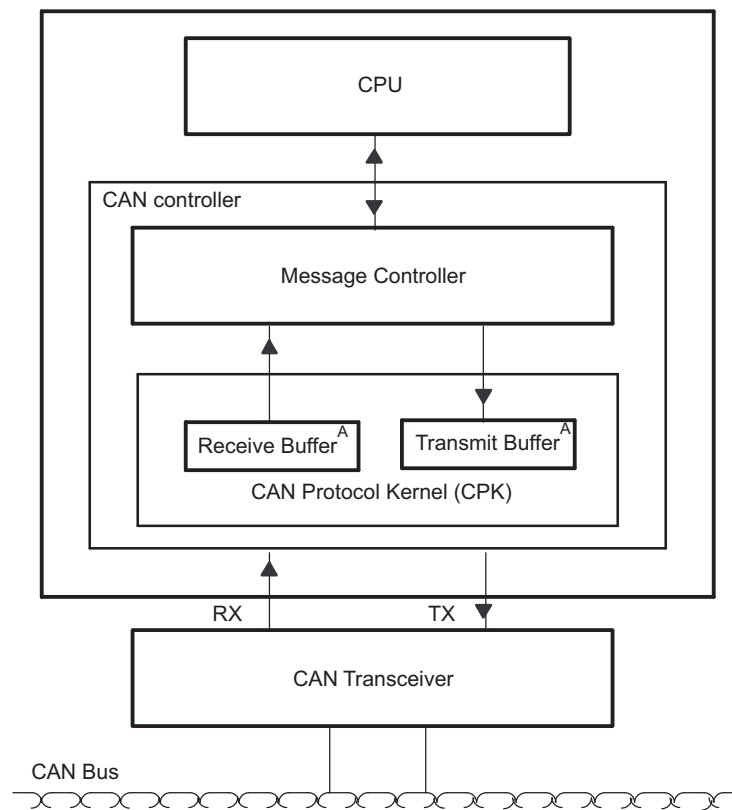 CPU
CAN controller
Message Controller
Receive Buffer A
Transmit Buffer A
CAN Protocol Kernel (CPK)
RX
TX
CAN Transceiver
CAN Bus